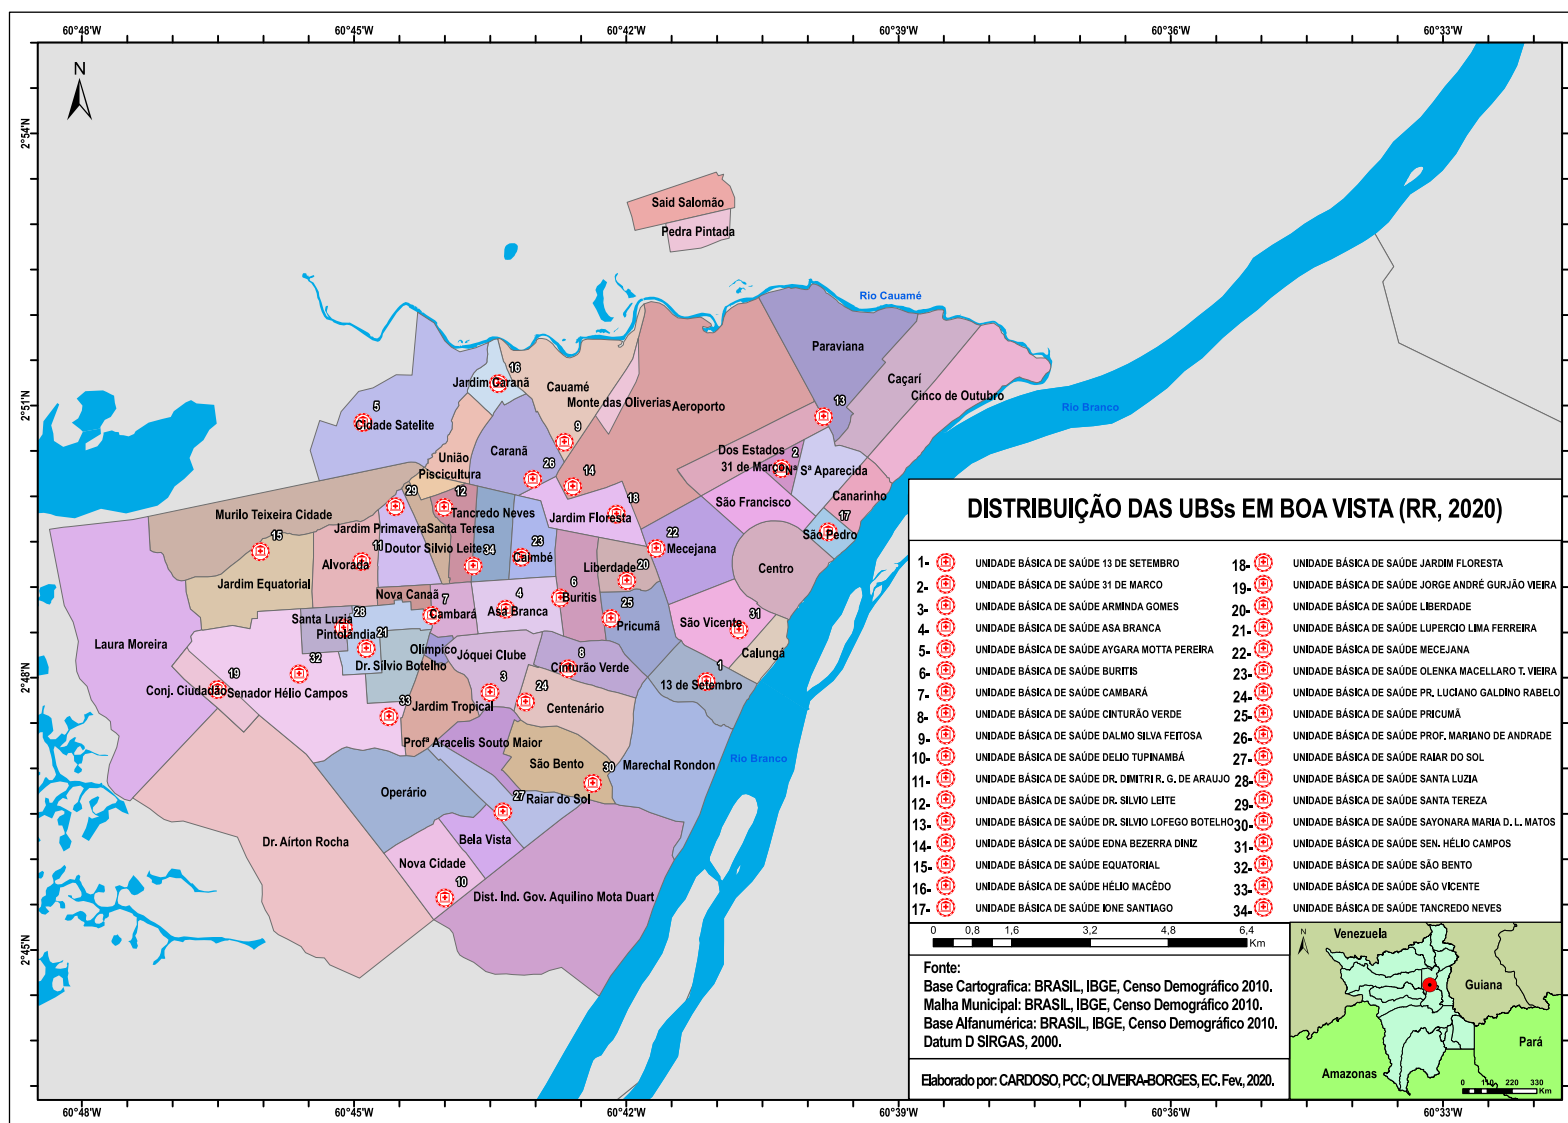 60°48'W 60°45'W 60°42'W 60°39'W 60°36'W 60°33'W
N
2°54'N
Said Salomão
Pedra Pintada
Rio Cauamé
Paraviana
16
Jardim Caranã
Cauamé
Caçarí
Monte das Oliverias
Cinco de Outubro
2°51'N
5
13
Aeroporto
Rio Branco
Cidade Satelite
9
Caranã
Dos Estados
2
União
26
14
31 de Março
Nª Sª Aparecida
Piscicultura
29
12
18
Canarinho
São Francisco
Murilo Teixeira Cidade
Tancredo Neves
Jardim Floresta
17
Jardim Primavera
Santa Teresa
22
São Pedro
15
11
Doutor Silvio Leite
34
23
Mecejana
Alvorada
Caimbé
Liberdade
20
Centro
Jardim Equatorial
6
Nova Canaã
4
Buritis
28
7
Cambará
Asa Branca
25
31
Santa Luzia
Pricumã
São Vicente
Pintolândia
21
Laura Moreira
Olímpico
Jóquei Clube
8
Calungá
32
Dr. Silvio Botelho
Cinturão Verde
1
2°48'N
19
3
24
13 de Setembro
Conj. Ciudadão
Senador Hélio Campos
33
Jardim Tropical
Centenário
Profª Aracelis Souto Maior
São Bento
30
Marechal Rondon
Rio Branco
Operário
27
Raiar do Sol
Dr. Aírton Rocha
Bela Vista
Nova Cidade
10
Dist. Ind. Gov. Aquilino Mota Duart
2°45'N
DISTRIBUIÇÃO DAS UBSs EM BOA VISTA (RR, 2020)
1- UNIDADE BÁSICA DE SAÚDE 13 DE SETEMBRO
2- UNIDADE BÁSICA DE SAÚDE 31 DE MARCO
3- UNIDADE BÁSICA DE SAÚDE ARMINDA GOMES
4- UNIDADE BÁSICA DE SAÚDE ASA BRANCA
5- UNIDADE BÁSICA DE SAÚDE AYGARA MOTTA PEREIRA
6- UNIDADE BÁSICA DE SAÚDE BURITIS
7- UNIDADE BÁSICA DE SAÚDE CAMBARÁ
8- UNIDADE BÁSICA DE SAÚDE CINTURÃO VERDE
9- UNIDADE BÁSICA DE SAÚDE DALMO SILVA FEITOSA
10- UNIDADE BÁSICA DE SAÚDE DELIO TUPINAMBÁ
11- UNIDADE BÁSICA DE SAÚDE DR. DIMITRI R. G. DE ARAUJO
12- UNIDADE BÁSICA DE SAÚDE DR. SILVIO LEITE
13- UNIDADE BÁSICA DE SAÚDE DR. SILVIO LOFEGO BOTELHO
14- UNIDADE BÁSICA DE SAÚDE EDNA BEZERRA DINIZ
15- UNIDADE BÁSICA DE SAÚDE EQUATORIAL
16- UNIDADE BÁSICA DE SAÚDE HÉLIO MACÊDO
17- UNIDADE BÁSICA DE SAÚDE IONE SANTIAGO
18- UNIDADE BÁSICA DE SAÚDE JARDIM FLORESTA
19- UNIDADE BÁSICA DE SAÚDE JORGE ANDRÉ GURJÃO VIEIRA
20- UNIDADE BÁSICA DE SAÚDE LIBERDADE
21- UNIDADE BÁSICA DE SAÚDE LUPERCIO LIMA FERREIRA
22- UNIDADE BÁSICA DE SAÚDE MECEJANA
23- UNIDADE BÁSICA DE SAÚDE OLENKA MACELLARO T. VIEIRA
24- UNIDADE BÁSICA DE SAÚDE PR. LUCIANO GALDINO RABELO
25- UNIDADE BÁSICA DE SAÚDE PRICUMÃ
26- UNIDADE BÁSICA DE SAÚDE PROF. MARIANO DE ANDRADE
27- UNIDADE BÁSICA DE SAÚDE RAIAR DO SOL
28- UNIDADE BÁSICA DE SAÚDE SANTA LUZIA
29- UNIDADE BÁSICA DE SAÚDE SANTA TEREZA
30- UNIDADE BÁSICA DE SAÚDE SAYONARA MARIA D. L. MATOS
31- UNIDADE BÁSICA DE SAÚDE SEN. HÉLIO CAMPOS
32- UNIDADE BÁSICA DE SAÚDE SÃO BENTO
33- UNIDADE BÁSICA DE SAÚDE SÃO VICENTE
34- UNIDADE BÁSICA DE SAÚDE TANCREDO NEVES
0 0,8 1,6 3,2 4,8 6,4 Km
Fonte:
Base Cartografica: BRASIL, IBGE, Censo Demográfico 2010.
Malha Municipal: BRASIL, IBGE, Censo Demográfico 2010.
Base Alfanumérica: BRASIL, IBGE, Censo Demográfico 2010.
Datum D SIRGAS, 2000.
Elaborado por: CARDOSO, PCC; OLIVEIRA-BORGES, EC. Fev., 2020.
Venezuela
N
Guiana
Pará
Amazonas
0 110 220 330 Km
60°48'W 60°45'W 60°42'W 60°39'W 60°36'W 60°33'W